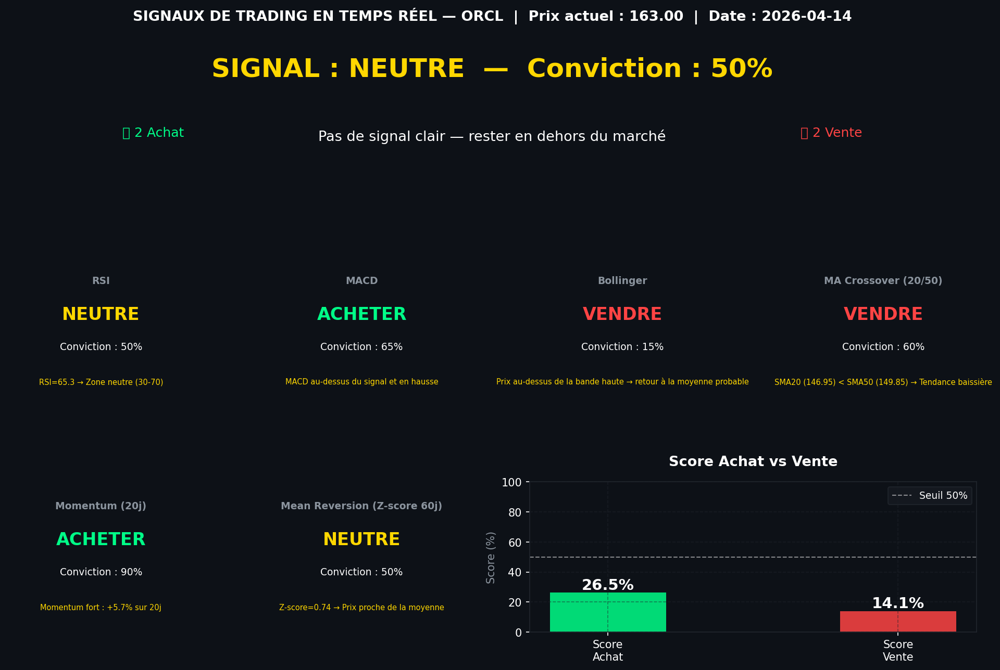 SIGNAUX DE TRADING EN TEMPS RÉEL — ORCL | Prix actuel : 163.00 | Date : 2026-04-14
SIGNAL : NEUTRE — Conviction : 50%
2 Achat
Pas de signal clair — rester en dehors du marché
2 Vente
RSI
NEUTRE
Conviction : 50%
RSI=65.3 → Zone neutre (30-70)
MACD
ACHETER
Conviction : 65%
MACD au-dessus du signal et en hausse
Bollinger
VENDRE
Conviction : 15%
Prix au-dessus de la bande haute → retour à la moyenne probable
MA Crossover (20/50)
VENDRE
Conviction : 60%
SMA20 (146.95) < SMA50 (149.85) → Tendance baissière
Momentum (20j)
ACHETER
Conviction : 90%
Momentum fort : +5.7% sur 20j
Mean Reversion (Z-score 60j)
NEUTRE
Conviction : 50%
Z-score=0.74 → Prix proche de la moyenne
Score Achat vs Vente
Score (%)
100
80
60
40
20
0
Seuil 50%
26.5%
14.1%
Score
Achat
Score
Vente